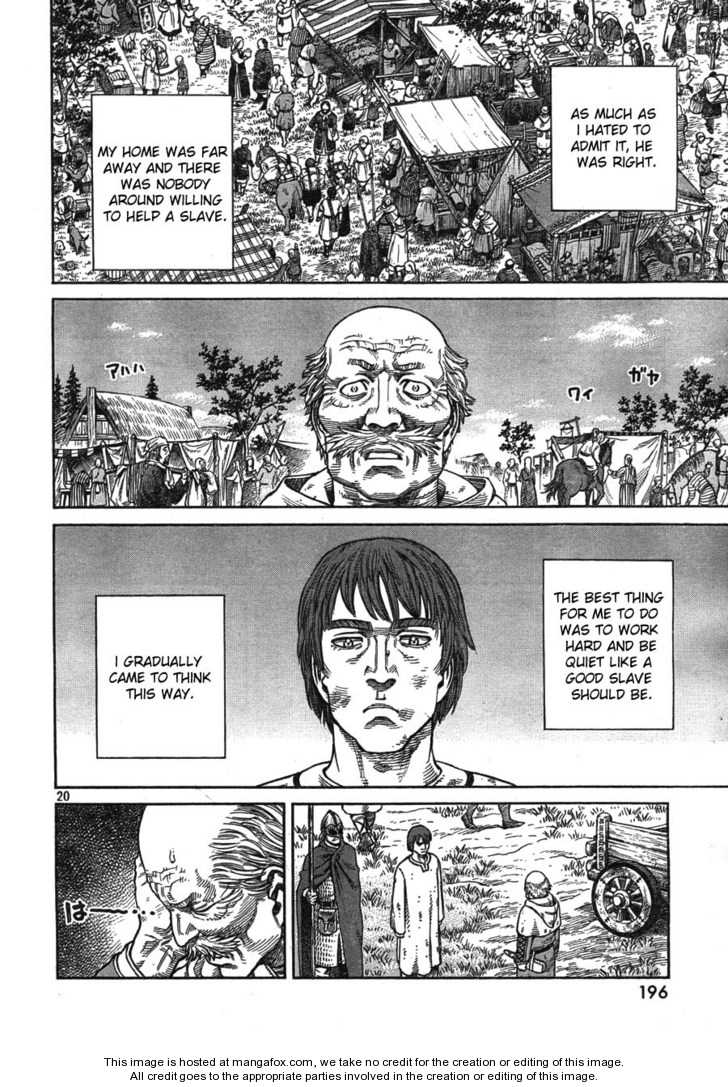 AS MUCH AS
I HATED TO
ADMIT IT, HE
WAS RIGHT.
MY HOME WAS FAR
AWAY AND THERE
WAS NOBODY
AROUND WILLING
TO HELP A SLAVE.
ガヤ
ワイ
アハハ
THE BEST THING
FOR ME TO DO
WAS TO WORK
HARD AND BE
QUIET LIKE A
GOOD SLAVE
SHOULD BE.
I GRADUALLY
CAME TO THINK
THIS WAY.
20
はー…
196
This image is hosted at mangafox.com, we take no credit for the creation or editing of this image.
All credit goes to the appropriate parties involved in the creation or editing of this image.